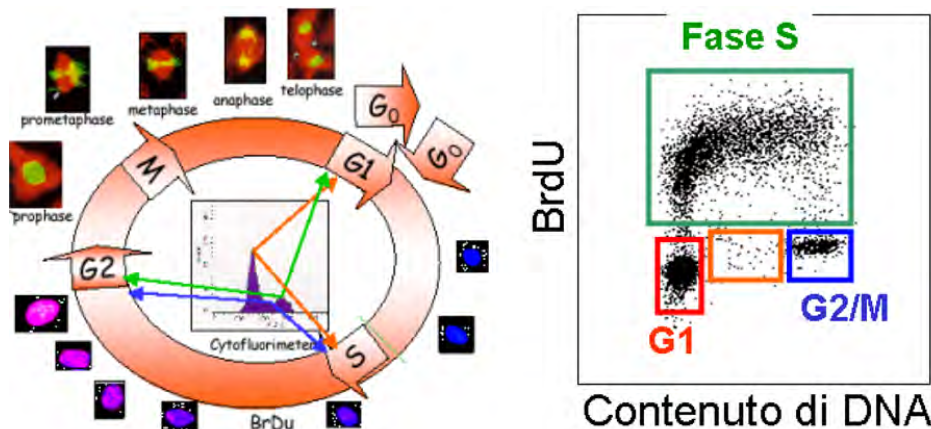 telophase
anaphase
metaphase
prometaphase
prophase
G0
G0
G1
M
G2
S
Cytofluorimeter
BrDu
Fase S
BrdU
G1
G2/M
Contenuto di DNA